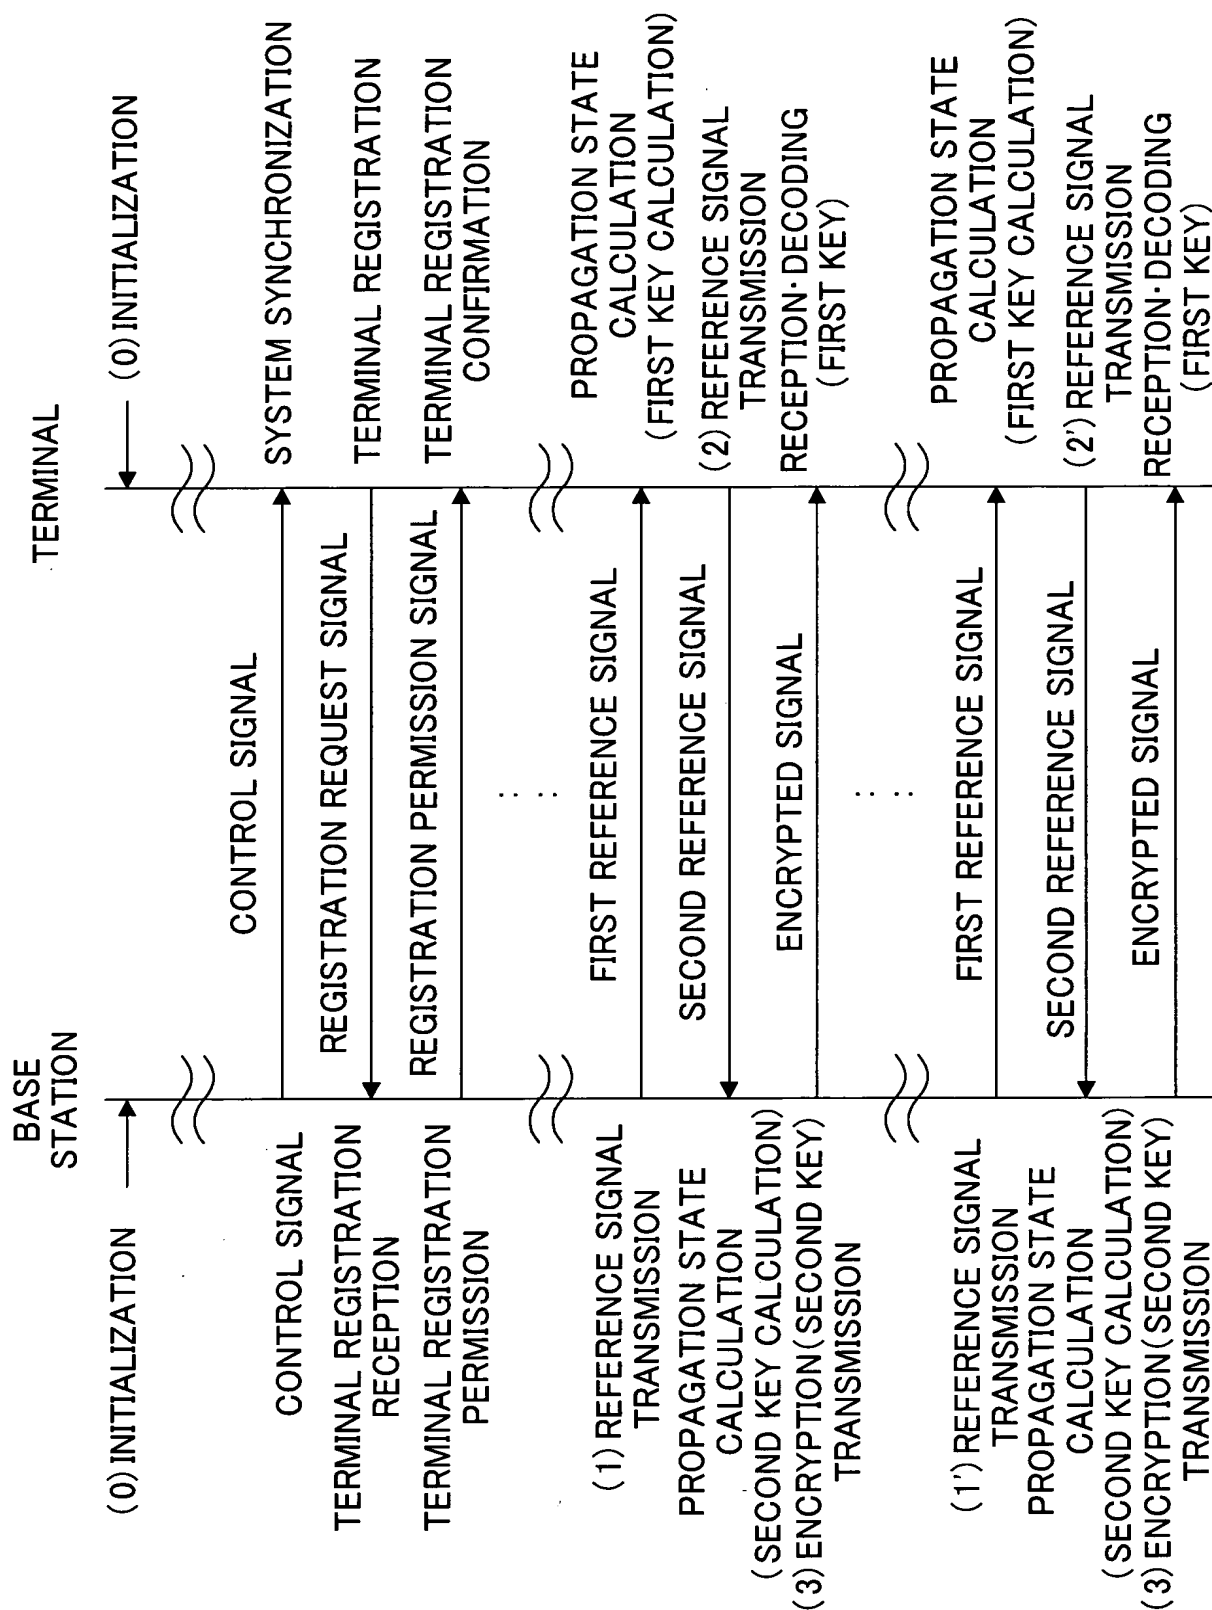 BASE
STATION
TERMINAL
(0) INITIALIZATION
(0) INITIALIZATION
CONTROL SIGNAL
CONTROL SIGNAL
SYSTEM SYNCHRONIZATION
TERMINAL REGISTRATION
RECEPTION
REGISTRATION REQUEST SIGNAL
TERMINAL REGISTRATION
TERMINAL REGISTRATION
PERMISSION
REGISTRATION PERMISSION SIGNAL
TERMINAL REGISTRATION
CONFIRMATION
(1) REFERENCE SIGNAL
TRANSMISSION
FIRST REFERENCE SIGNAL
PROPAGATION STATE
CALCULATION
(FIRST KEY CALCULATION)
PROPAGATION STATE
CALCULATION
(SECOND KEY CALCULATION)
SECOND REFERENCE SIGNAL
(2) REFERENCE SIGNAL
TRANSMISSION
(3) ENCRYPTION(SECOND KEY)
TRANSMISSION
ENCRYPTED SIGNAL
RECEPTION·DECODING
(FIRST KEY)
(1') REFERENCE SIGNAL
TRANSMISSION
FIRST REFERENCE SIGNAL
PROPAGATION STATE
CALCULATION
(FIRST KEY CALCULATION)
PROPAGATION STATE
CALCULATION
(SECOND KEY CALCULATION)
SECOND REFERENCE SIGNAL
(2') REFERENCE SIGNAL
TRANSMISSION
(3) ENCRYPTION(SECOND KEY)
TRANSMISSION
ENCRYPTED SIGNAL
RECEPTION·DECODING
(FIRST KEY)